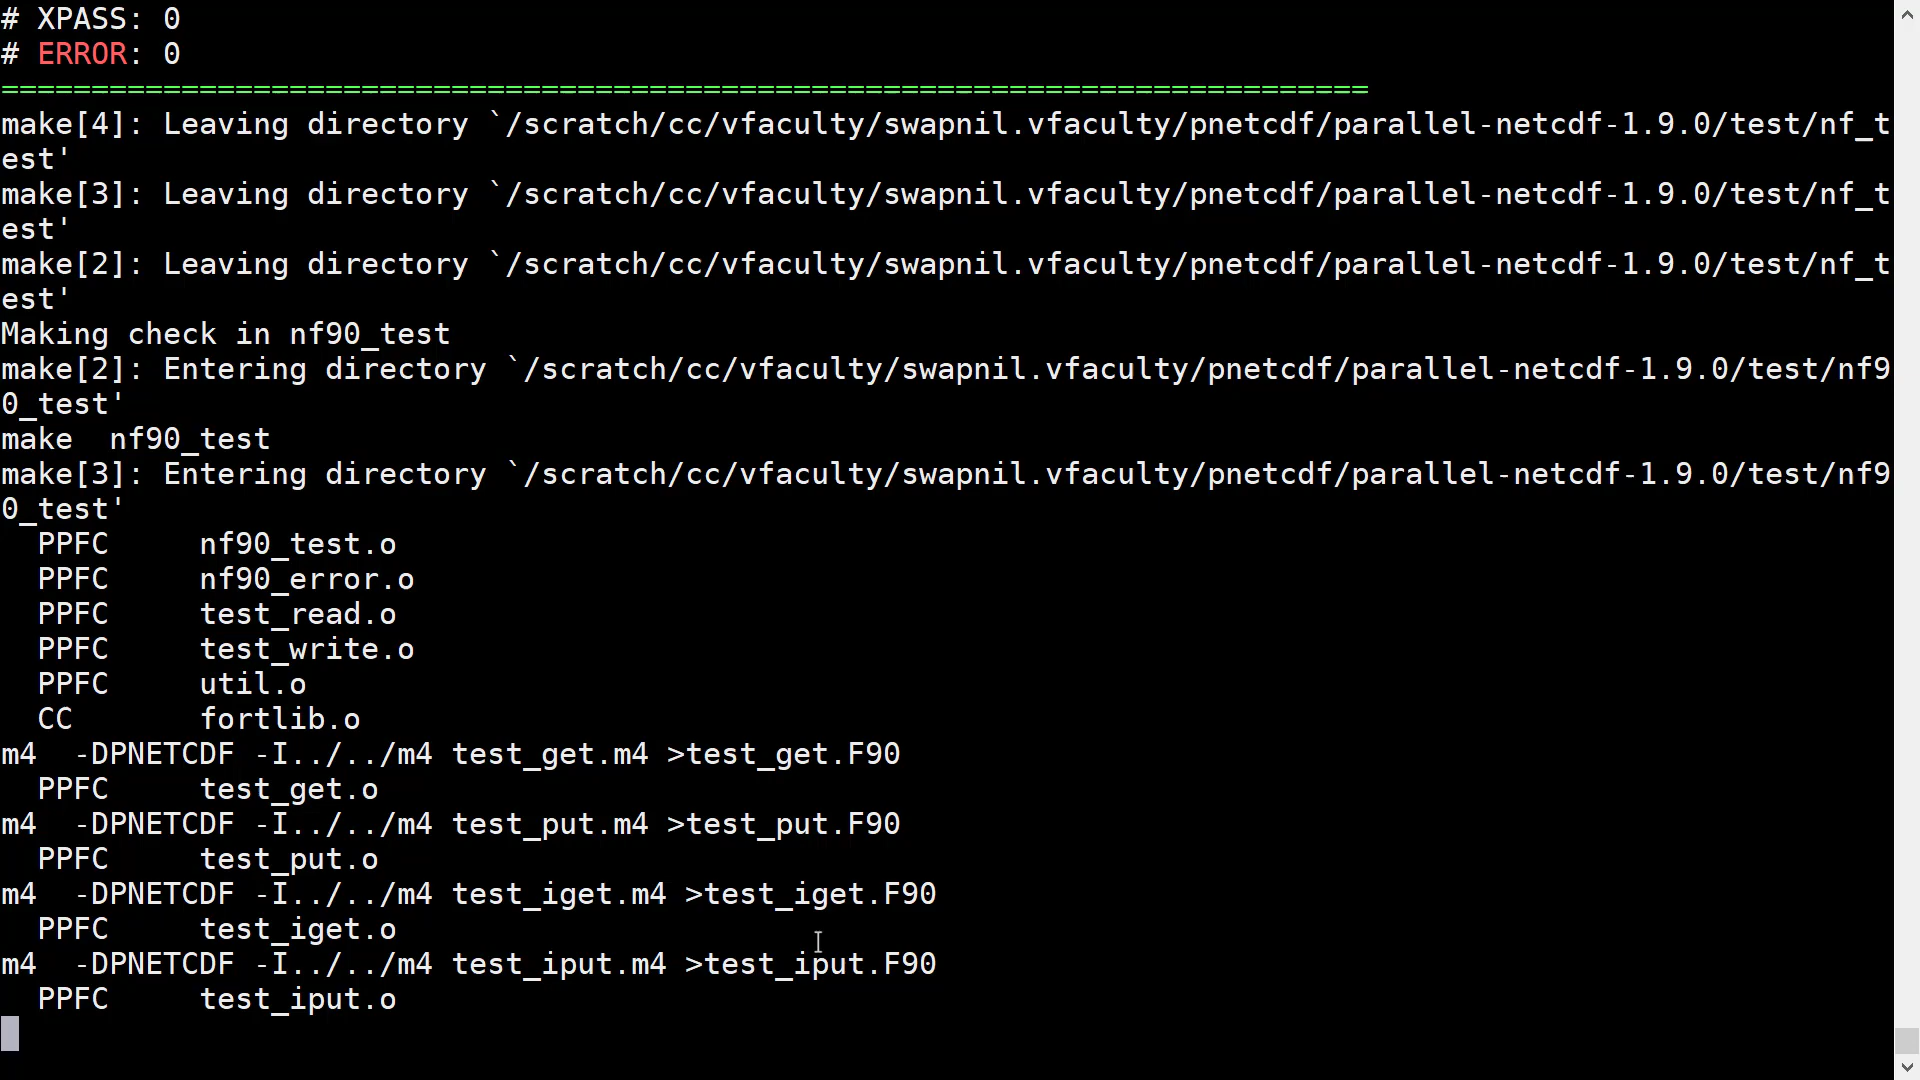 # XPASS: 0
# ERROR: 0
============================================================================
make[4]: Leaving directory `/scratch/cc/vfaculty/swapnil.vfaculty/pnetcdf/parallel-netcdf-1.9.0/test/nf_t
est'
make[3]: Leaving directory `/scratch/cc/vfaculty/swapnil.vfaculty/pnetcdf/parallel-netcdf-1.9.0/test/nf_t
est'
make[2]: Leaving directory `/scratch/cc/vfaculty/swapnil.vfaculty/pnetcdf/parallel-netcdf-1.9.0/test/nf_t
est'
Making check in nf90_test
make[2]: Entering directory `/scratch/cc/vfaculty/swapnil.vfaculty/pnetcdf/parallel-netcdf-1.9.0/test/nf9
0_test'
make  nf90_test
make[3]: Entering directory `/scratch/cc/vfaculty/swapnil.vfaculty/pnetcdf/parallel-netcdf-1.9.0/test/nf9
0_test'
  PPFC     nf90_test.o
  PPFC     nf90_error.o
  PPFC     test_read.o
  PPFC     test_write.o
  PPFC     util.o
  CC       fortlib.o
m4  -DPNETCDF -I../../m4 test_get.m4 >test_get.F90
  PPFC     test_get.o
m4  -DPNETCDF -I../../m4 test_put.m4 >test_put.F90
  PPFC     test_put.o
m4  -DPNETCDF -I../../m4 test_iget.m4 >test_iget.F90
  PPFC     test_iget.o
m4  -DPNETCDF -I../../m4 test_iput.m4 >test_iput.F90
  PPFC     test_iput.o